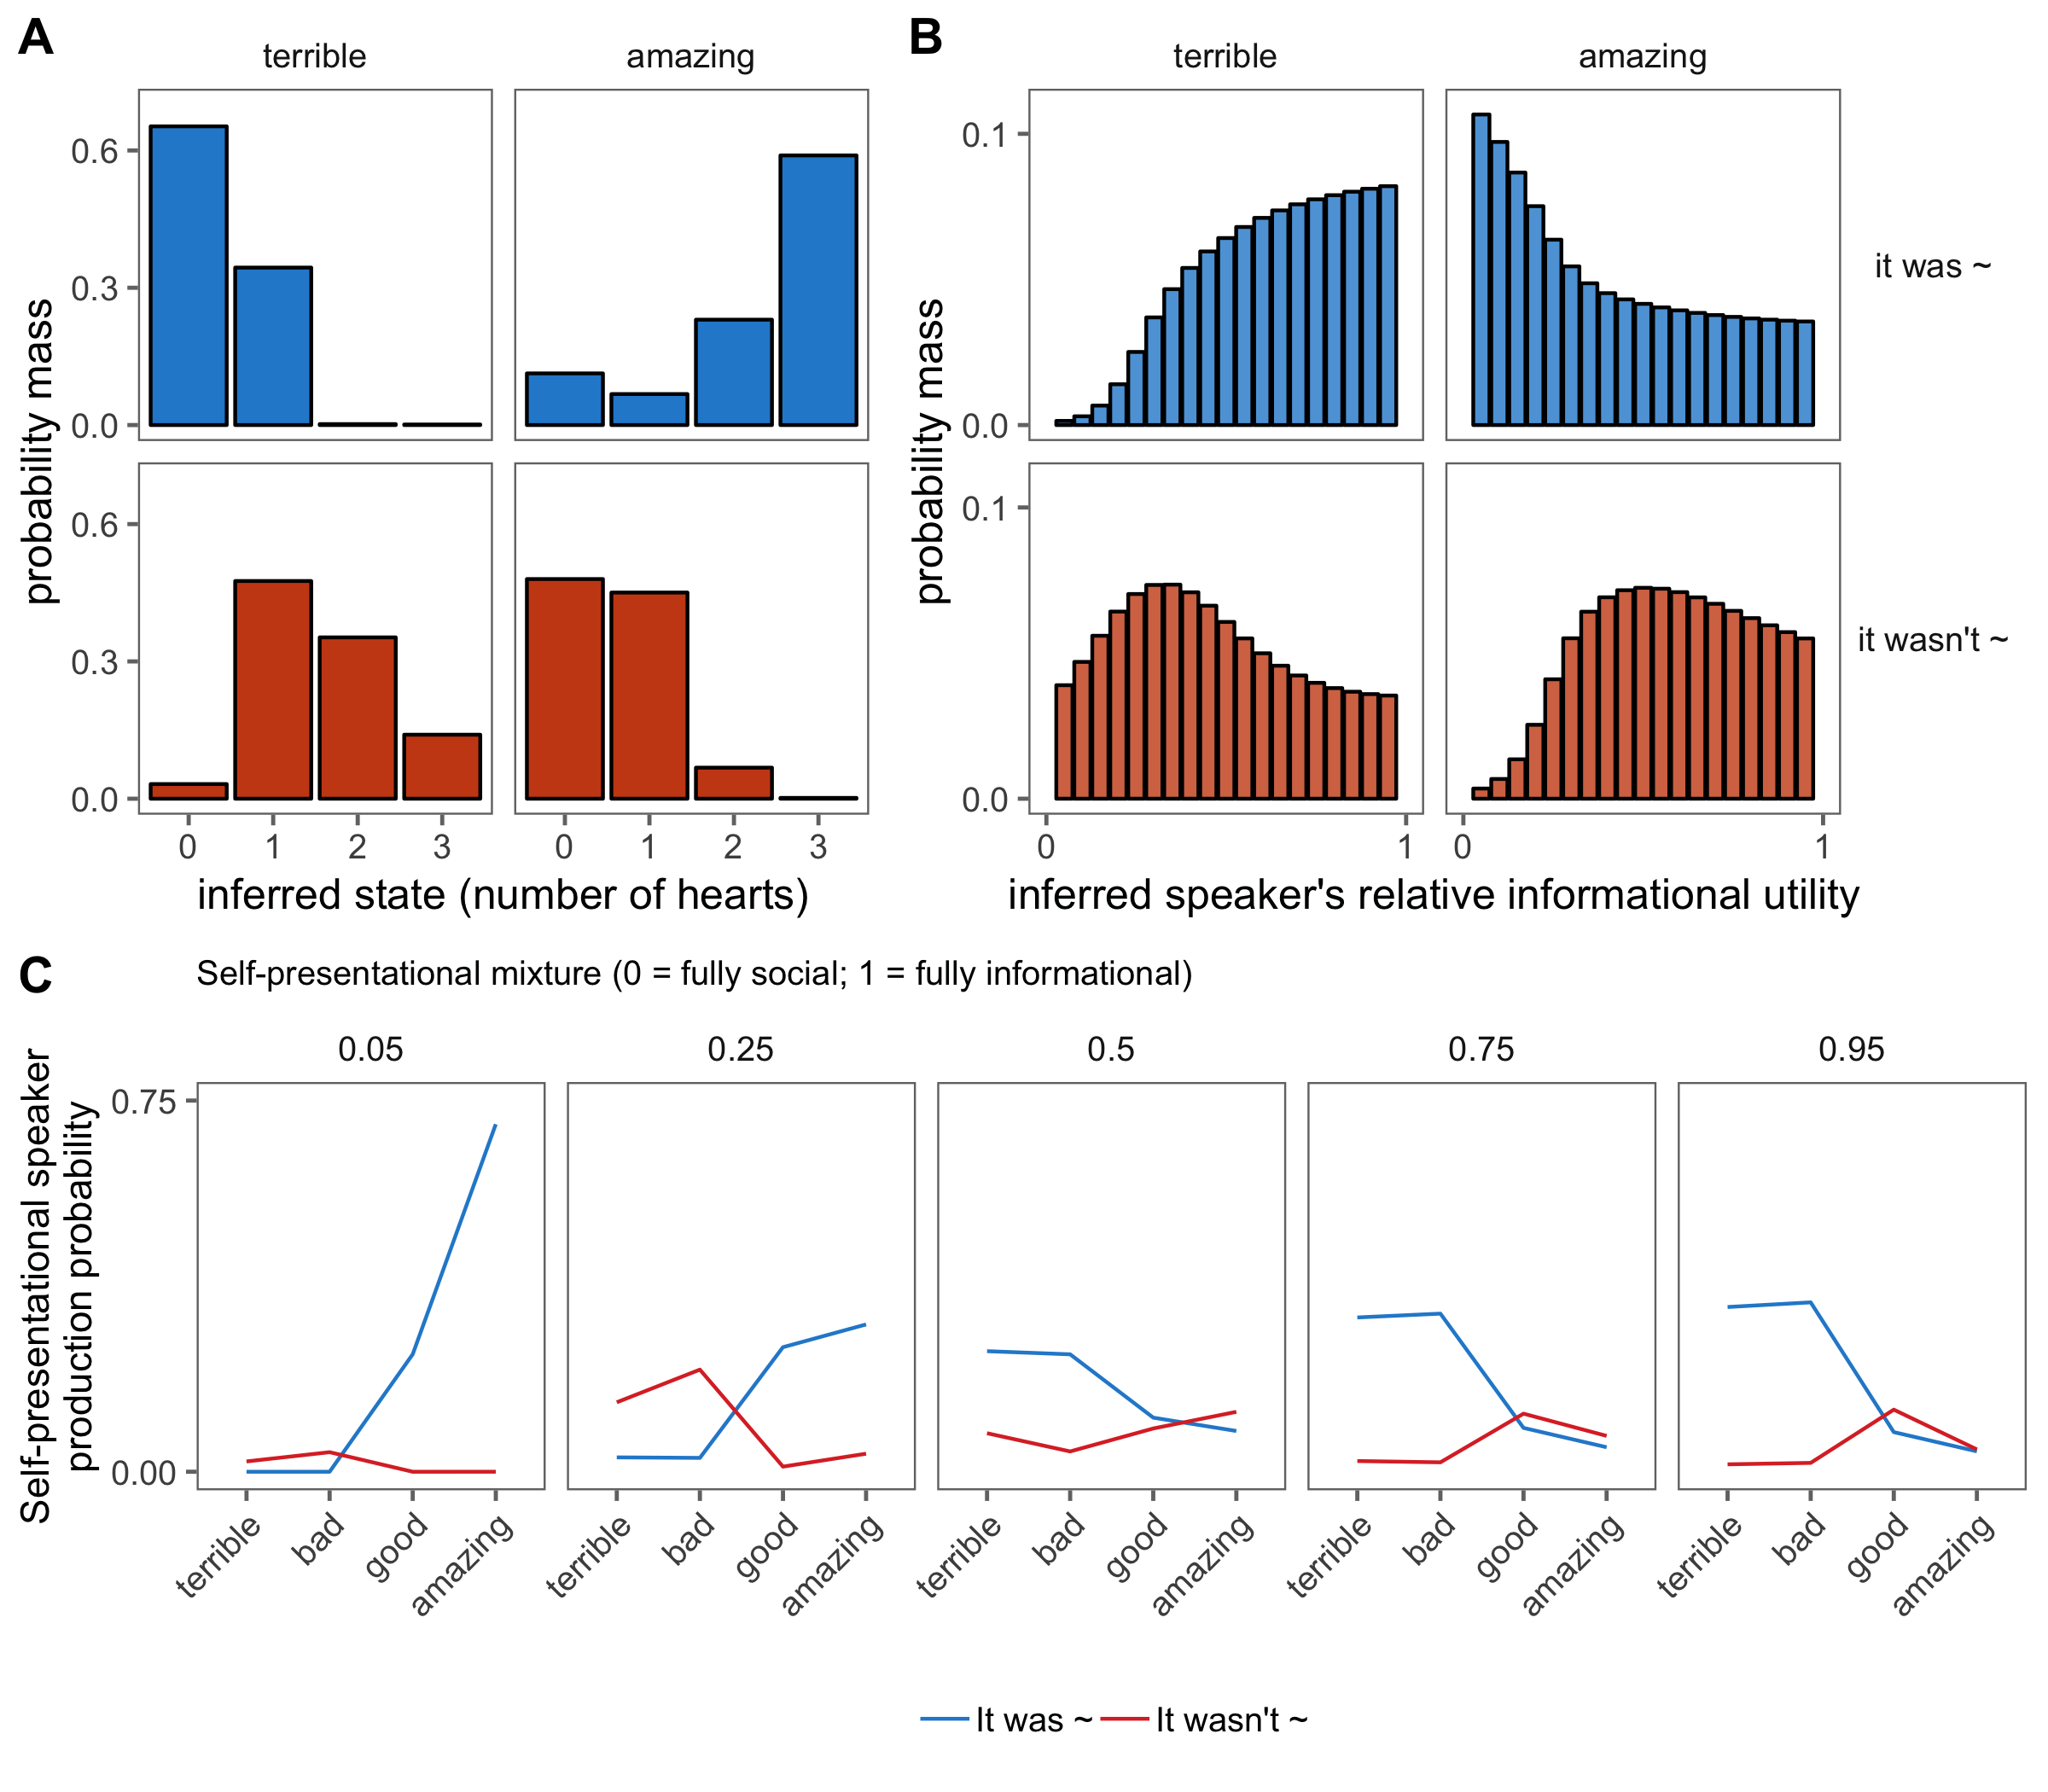 A
terrible
amazing
0.6
0.3
0.0
0.6
0.3
0.0
probability mass
0 1 2 3
0 1 2 3
inferred state (number of hearts)
B
terrible
amazing
0.1
0.0
0.1
0.0
probability mass
it was ~
it wasn't ~
0 1
0 1
inferred speaker's relative informational utility
C
Self-presentational mixture (0 = fully social; 1 = fully informational)
0.05
0.25
0.5
0.75
0.95
Self-presentational speaker
production probability
0.75
0.00
terrible bad good amazing
terrible bad good amazing
terrible bad good amazing
terrible bad good amazing
terrible bad good amazing
It was ~ It wasn't ~